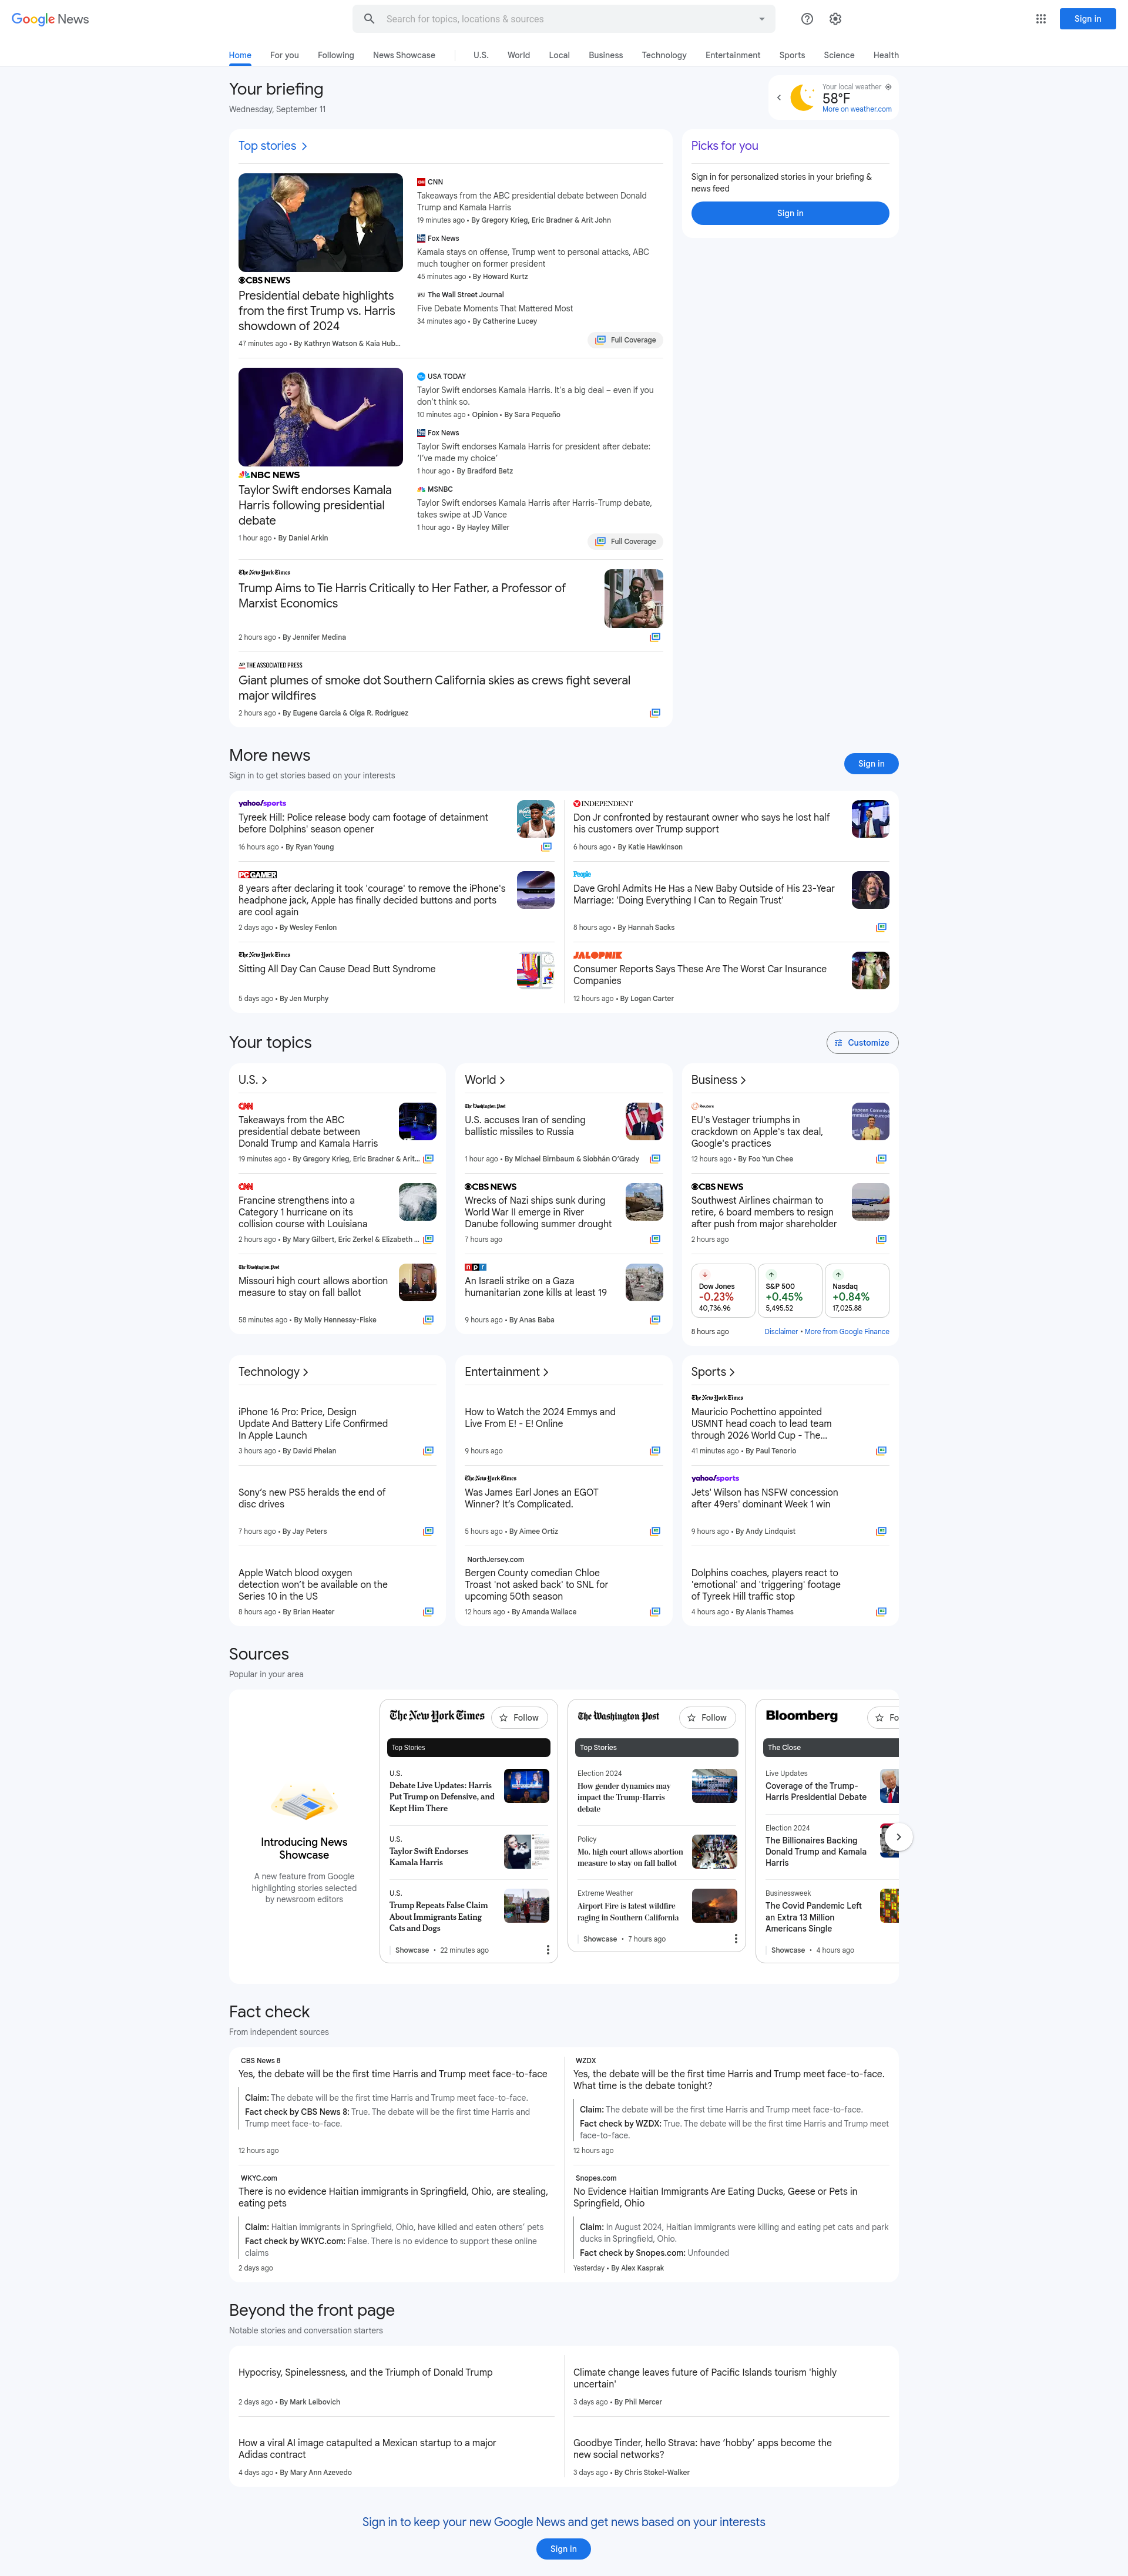 Google News
Search for topics, locations & sources
Sign in
Home For you Following News Showcase U.S. World Local Business Technology Entertainment Sports Science Health
Your briefing
Wednesday, September 11
Your local weather
58°F
More on weather.com
Top stories
CBS NEWS
Presidential debate highlights
from the first Trump vs. Harris
showdown of 2024
47 minutes ago • By Kathryn Watson & Kaia Hub...
CNN
Takeaways from the ABC presidential debate between Donald
Trump and Kamala Harris
19 minutes ago • By Gregory Krieg, Eric Bradner & Arit John
Fox News
Kamala stays on offense, Trump went to personal attacks, ABC
much tougher on former president
45 minutes ago • By Howard Kurtz
The Wall Street Journal
Five Debate Moments That Mattered Most
34 minutes ago • By Catherine Lucey
Full Coverage
NBC NEWS
Taylor Swift endorses Kamala
Harris following presidential
debate
1 hour ago • By Daniel Arkin
USA TODAY
Taylor Swift endorses Kamala Harris. It's a big deal – even if you
don't think so.
10 minutes ago • Opinion • By Sara Pequeño
Fox News
Taylor Swift endorses Kamala Harris for president after debate:
'I've made my choice'
1 hour ago • By Bradford Betz
MSNBC
Taylor Swift endorses Kamala Harris after Harris-Trump debate,
takes swipe at JD Vance
1 hour ago • By Hayley Miller
Full Coverage
The New York Times
Trump Aims to Tie Harris Critically to Her Father, a Professor of
Marxist Economics
2 hours ago • By Jennifer Medina
AP THE ASSOCIATED PRESS
Giant plumes of smoke dot Southern California skies as crews fight several
major wildfires
2 hours ago • By Eugene Garcia & Olga R. Rodriguez
Picks for you
Sign in for personalized stories in your briefing &
news feed
Sign in
More news
Sign in to get stories based on your interests
Sign in
yahoo!sports
Tyreek Hill: Police release body cam footage of detainment
before Dolphins' season opener
16 hours ago • By Ryan Young
INDEPENDENT
Don Jr confronted by restaurant owner who says he lost half
his customers over Trump support
6 hours ago • By Katie Hawkinson
PC GAMER
8 years after declaring it took 'courage' to remove the iPhone's
headphone jack, Apple has finally decided buttons and ports
are cool again
2 days ago • By Wesley Fenlon
People
Dave Grohl Admits He Has a New Baby Outside of His 23-Year
Marriage: 'Doing Everything I Can to Regain Trust'
8 hours ago • By Hannah Sacks
The New York Times
Sitting All Day Can Cause Dead Butt Syndrome
5 days ago • By Jen Murphy
JALOPNIK
Consumer Reports Says These Are The Worst Car Insurance
Companies
12 hours ago • By Logan Carter
Your topics
Customize
U.S.
CNN
Takeaways from the ABC
presidential debate between
Donald Trump and Kamala Harris
19 minutes ago • By Gregory Krieg, Eric Bradner & Arit...
CNN
Francine strengthens into a
Category 1 hurricane on its
collision course with Louisiana
2 hours ago • By Mary Gilbert, Eric Zerkel & Elizabeth ...
The Washington Post
Missouri high court allows abortion
measure to stay on fall ballot
58 minutes ago • By Molly Hennessy-Fiske
World
The Washington Post
U.S. accuses Iran of sending
ballistic missiles to Russia
1 hour ago • By Michael Birnbaum & Siobhán O'Grady
CBS NEWS
Wrecks of Nazi ships sunk during
World War II emerge in River
Danube following summer drought
7 hours ago
npr
An Israeli strike on a Gaza
humanitarian zone kills at least 19
9 hours ago • By Anas Baba
Business
Reuters
EU's Vestager triumphs in
crackdown on Apple's tax deal,
Google's practices
12 hours ago • By Foo Yun Chee
CBS NEWS
Southwest Airlines chairman to
retire, 6 board members to resign
after push from major shareholder
2 hours ago
Dow Jones
-0.23%
40,736.96
S&P 500
+0.45%
5,495.52
Nasdaq
+0.84%
17,025.88
8 hours ago
Disclaimer • More from Google Finance
Technology
iPhone 16 Pro: Price, Design
Update And Battery Life Confirmed
In Apple Launch
3 hours ago • By David Phelan
Sony's new PS5 heralds the end of
disc drives
7 hours ago • By Jay Peters
Apple Watch blood oxygen
detection won't be available on the
Series 10 in the US
8 hours ago • By Brian Heater
Entertainment
How to Watch the 2024 Emmys and
Live From E! - E! Online
9 hours ago
The New York Times
Was James Earl Jones an EGOT
Winner? It's Complicated.
5 hours ago • By Aimee Ortiz
NorthJersey.com
Bergen County comedian Chloe
Troast 'not asked back' to SNL for
upcoming 50th season
12 hours ago • By Amanda Wallace
Sports
The New York Times
Mauricio Pochettino appointed
USMNT head coach to lead team
through 2026 World Cup - The...
41 minutes ago • By Paul Tenorio
yahoo!sports
Jets' Wilson has NSFW concession
after 49ers' dominant Week 1 win
9 hours ago • By Andy Lindquist
Dolphins coaches, players react to
'emotional' and 'triggering' footage
of Tyreek Hill traffic stop
4 hours ago • By Alanis Thames
Sources
Popular in your area
Introducing News
Showcase
A new feature from Google
highlighting stories selected
by newsroom editors
The New York Times
Follow
Top Stories
U.S.
Debate Live Updates: Harris
Put Trump on Defensive, and
Kept Him There
U.S.
Taylor Swift Endorses
Kamala Harris
U.S.
Trump Repeats False Claim
About Immigrants Eating
Cats and Dogs
Showcase • 22 minutes ago
The Washington Post
Follow
Top Stories
Election 2024
How gender dynamics may
impact the Trump-Harris
debate
Policy
Mo. high court allows abortion
measure to stay on fall ballot
Extreme Weather
Airport Fire is latest wildfire
raging in Southern California
Showcase • 7 hours ago
Bloomberg
Fo
The Close
Live Updates
Coverage of the Trump-
Harris Presidential Debate
Election 2024
The Billionaires Backing
Donald Trump and Kamala
Harris
Businessweek
The Covid Pandemic Left
an Extra 13 Million
Americans Single
Showcase • 4 hours ago
Fact check
From independent sources
CBS News 8
Yes, the debate will be the first time Harris and Trump meet face-to-face
Claim: The debate will be the first time Harris and Trump meet face-to-face.
Fact check by CBS News 8: True. The debate will be the first time Harris and
Trump meet face-to-face.
12 hours ago
WZDX
Yes, the debate will be the first time Harris and Trump meet face-to-face.
What time is the debate tonight?
Claim: The debate will be the first time Harris and Trump meet face-to-face.
Fact check by WZDX: True. The debate will be the first time Harris and Trump meet
face-to-face.
12 hours ago
WKYC.com
There is no evidence Haitian immigrants in Springfield, Ohio, are stealing,
eating pets
Claim: Haitian immigrants in Springfield, Ohio, have killed and eaten others' pets
Fact check by WKYC.com: False. There is no evidence to support these online
claims
2 days ago
Snopes.com
No Evidence Haitian Immigrants Are Eating Ducks, Geese or Pets in
Springfield, Ohio
Claim: In August 2024, Haitian immigrants were killing and eating pet cats and park
ducks in Springfield, Ohio.
Fact check by Snopes.com: Unfounded
Yesterday • By Alex Kasprak
Beyond the front page
Notable stories and conversation starters
Hypocrisy, Spinelessness, and the Triumph of Donald Trump
2 days ago • By Mark Leibovich
Climate change leaves future of Pacific Islands tourism 'highly
uncertain'
3 days ago • By Phil Mercer
How a viral AI image catapulted a Mexican startup to a major
Adidas contract
4 days ago • By Mary Ann Azevedo
Goodbye Tinder, hello Strava: have 'hobby' apps become the
new social networks?
3 days ago • By Chris Stokel-Walker
Sign in to keep your new Google News and get news based on your interests
Sign in